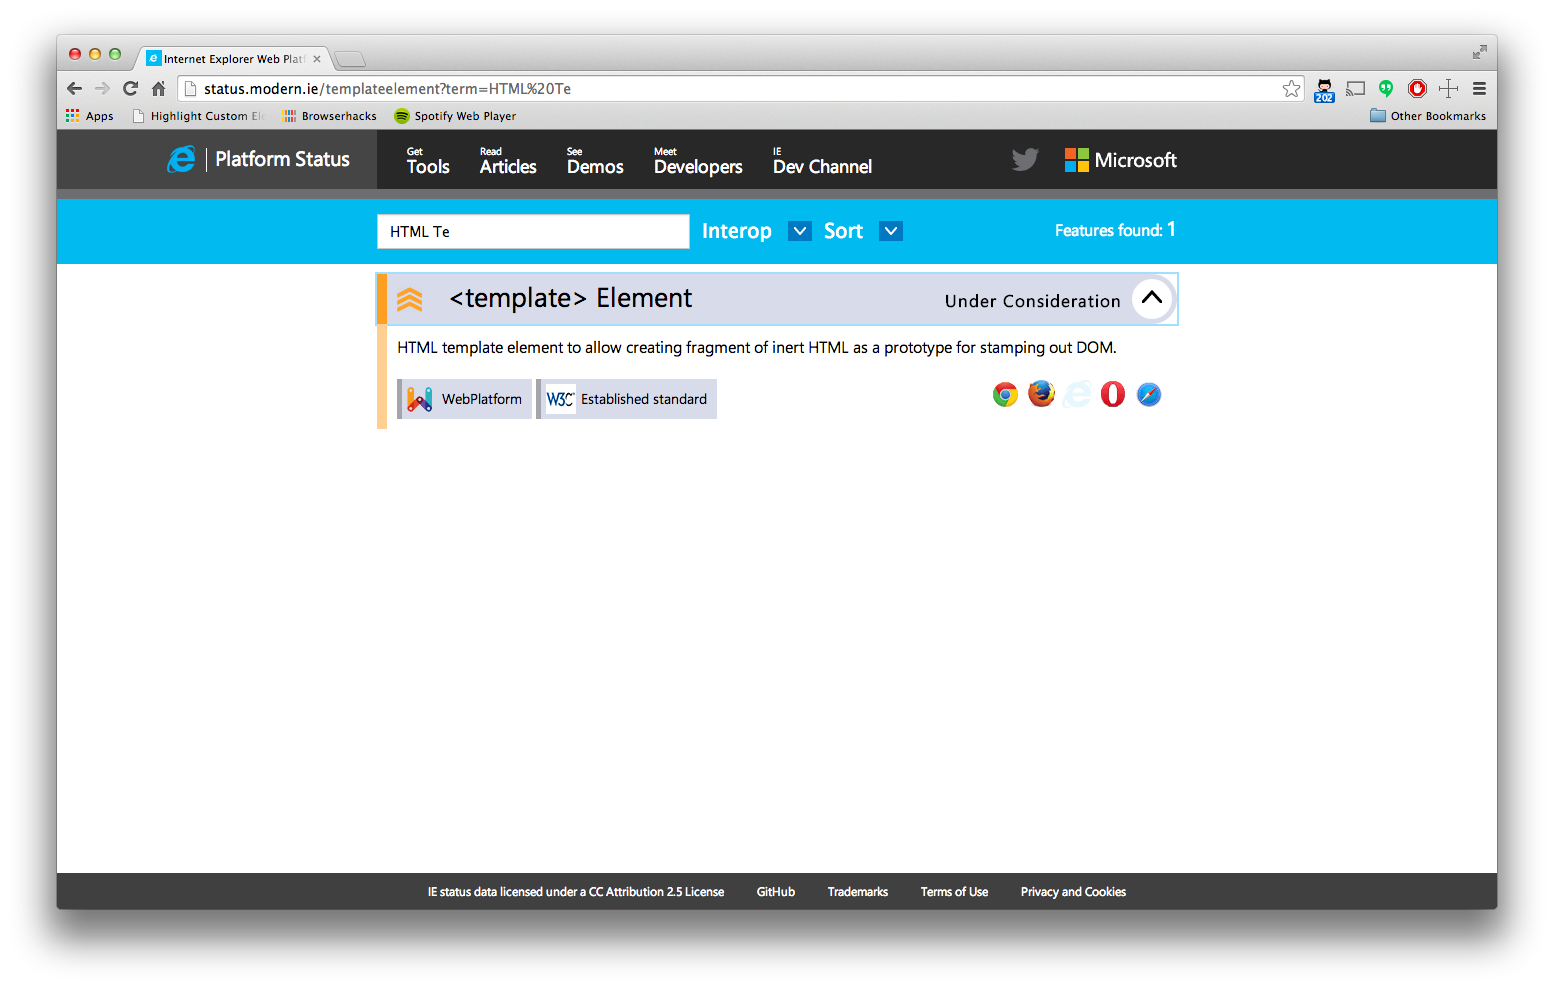 Internet Explorer Web Platf
status.modern.ie/templateelement?term=HTML%20Te
202
Apps Highlight Custom Ele Browserhacks Spotify Web Player Other Bookmarks
Platform Status
Get Tools
Read Articles
See Demos
Meet Developers
IE Dev Channel
Microsoft
HTML Te Interop Sort Features found: 1
<template> Element Under Consideration
HTML template element to allow creating fragment of inert HTML as a prototype for stamping out DOM.
WebPlatform W3C Established standard
IE status data licensed under a CC Attribution 2.5 License GitHub Trademarks Terms of Use Privacy and Cookies